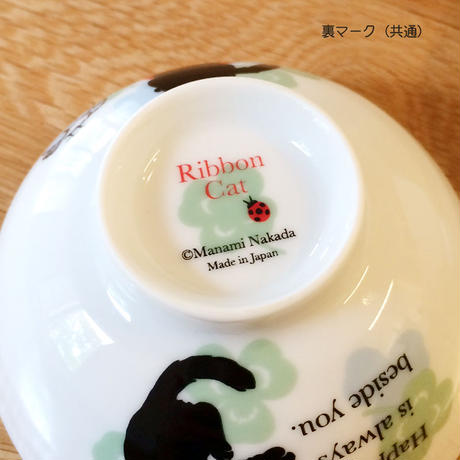 裏マーク（共通）
Ribbon
Cat
©Manami Nakada
Made in Japan
is always
beside you.